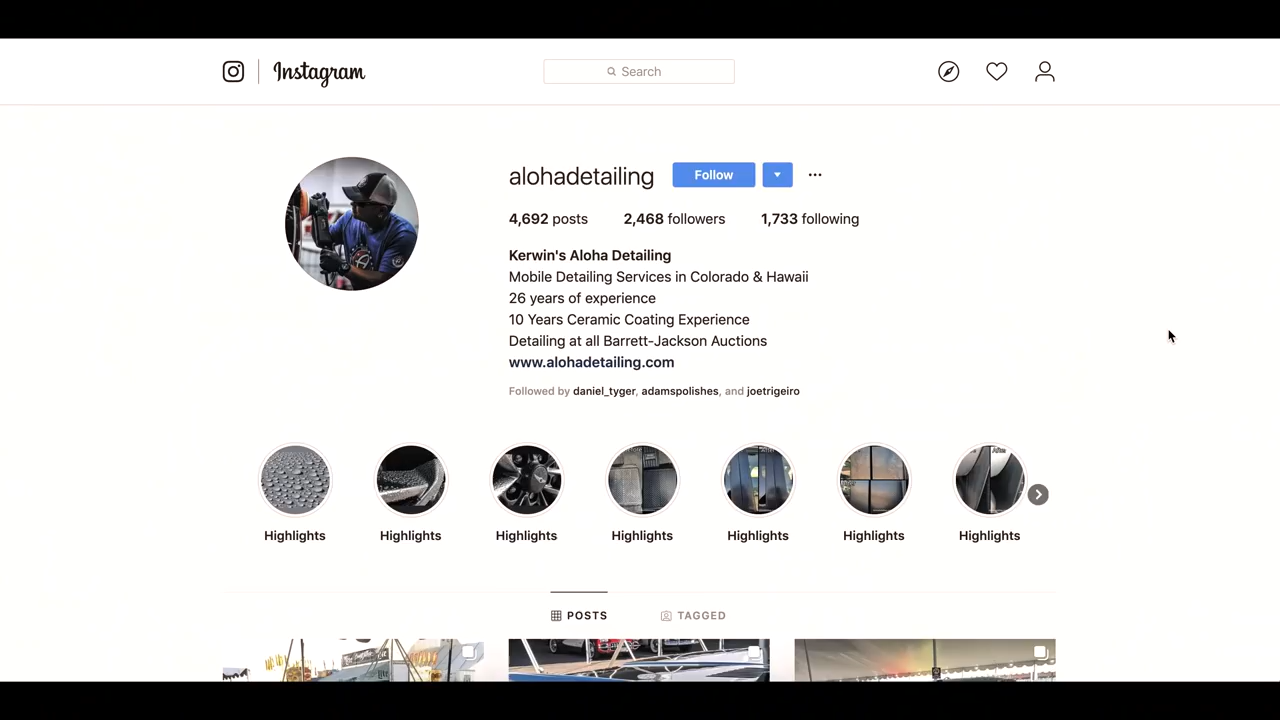 Instagram
Search
alohadetailing
Follow
4,692 posts 2,468 followers 1,733 following
Kerwin's Aloha Detailing
Mobile Detailing Services in Colorado & Hawaii
26 years of experience
10 Years Ceramic Coating Experience
Detailing at all Barrett-Jackson Auctions
www.alohadetailing.com
Followed by daniel_tyger, adamspolishes, and joetrigeiro
Highlights Highlights Highlights Highlights Highlights Highlights Highlights
POSTS TAGGED